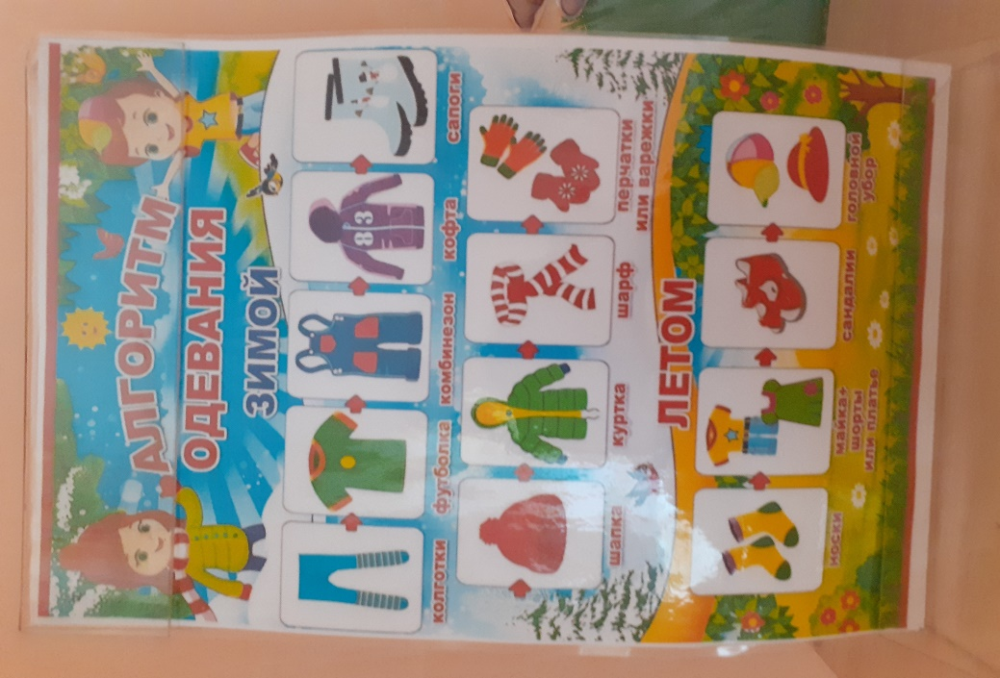 АЛГОРИТМ
ОДЕВАНИЯ
ЗИМОЙ
колготки
футболка
комбинезон
кофта
83
сапоги
шапка
куртка
шарф
перчатки
или варежки
ЛЕТОМ
носки
майка+
шорты
или платье
сандалии
головной
убор